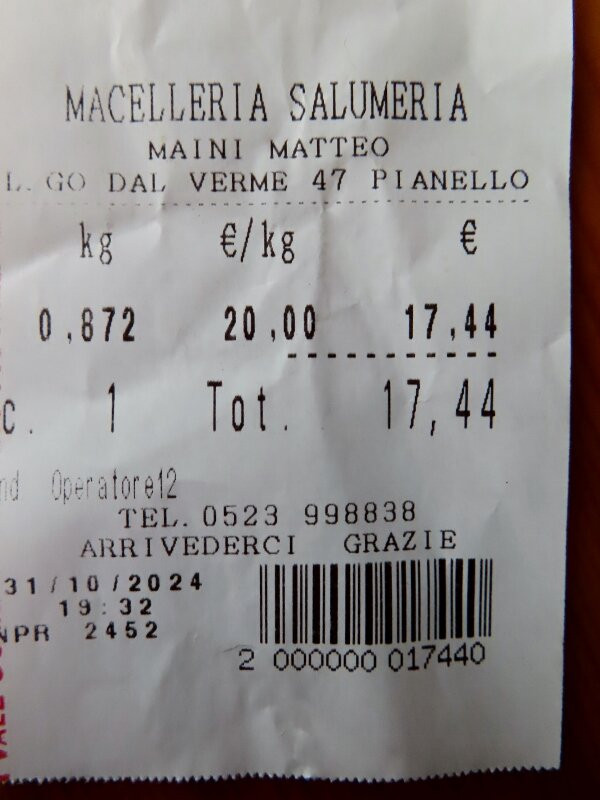 MACELLERIA SALUMERIA
MAINI MATTEO
L.GO DAL VERME 47 PIANELLO
kg €/kg €
0,872 20,00 17,44
c. 1 Tot. 17,44
nd Operatore12
TEL. 0523 998838
ARRIVEDERCI GRAZIE
31/10/2024
19:32
NPR 2452
2 000000 017440